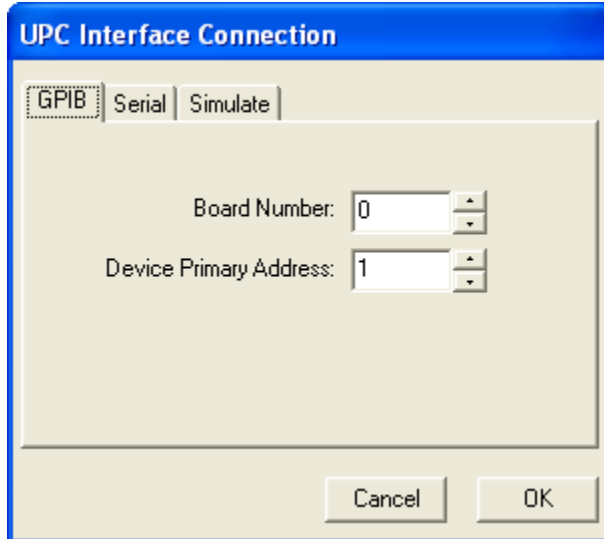 UPC Interface Connection
GPIB Serial Simulate
Board Number: 0
Device Primary Address: 1
Cancel OK